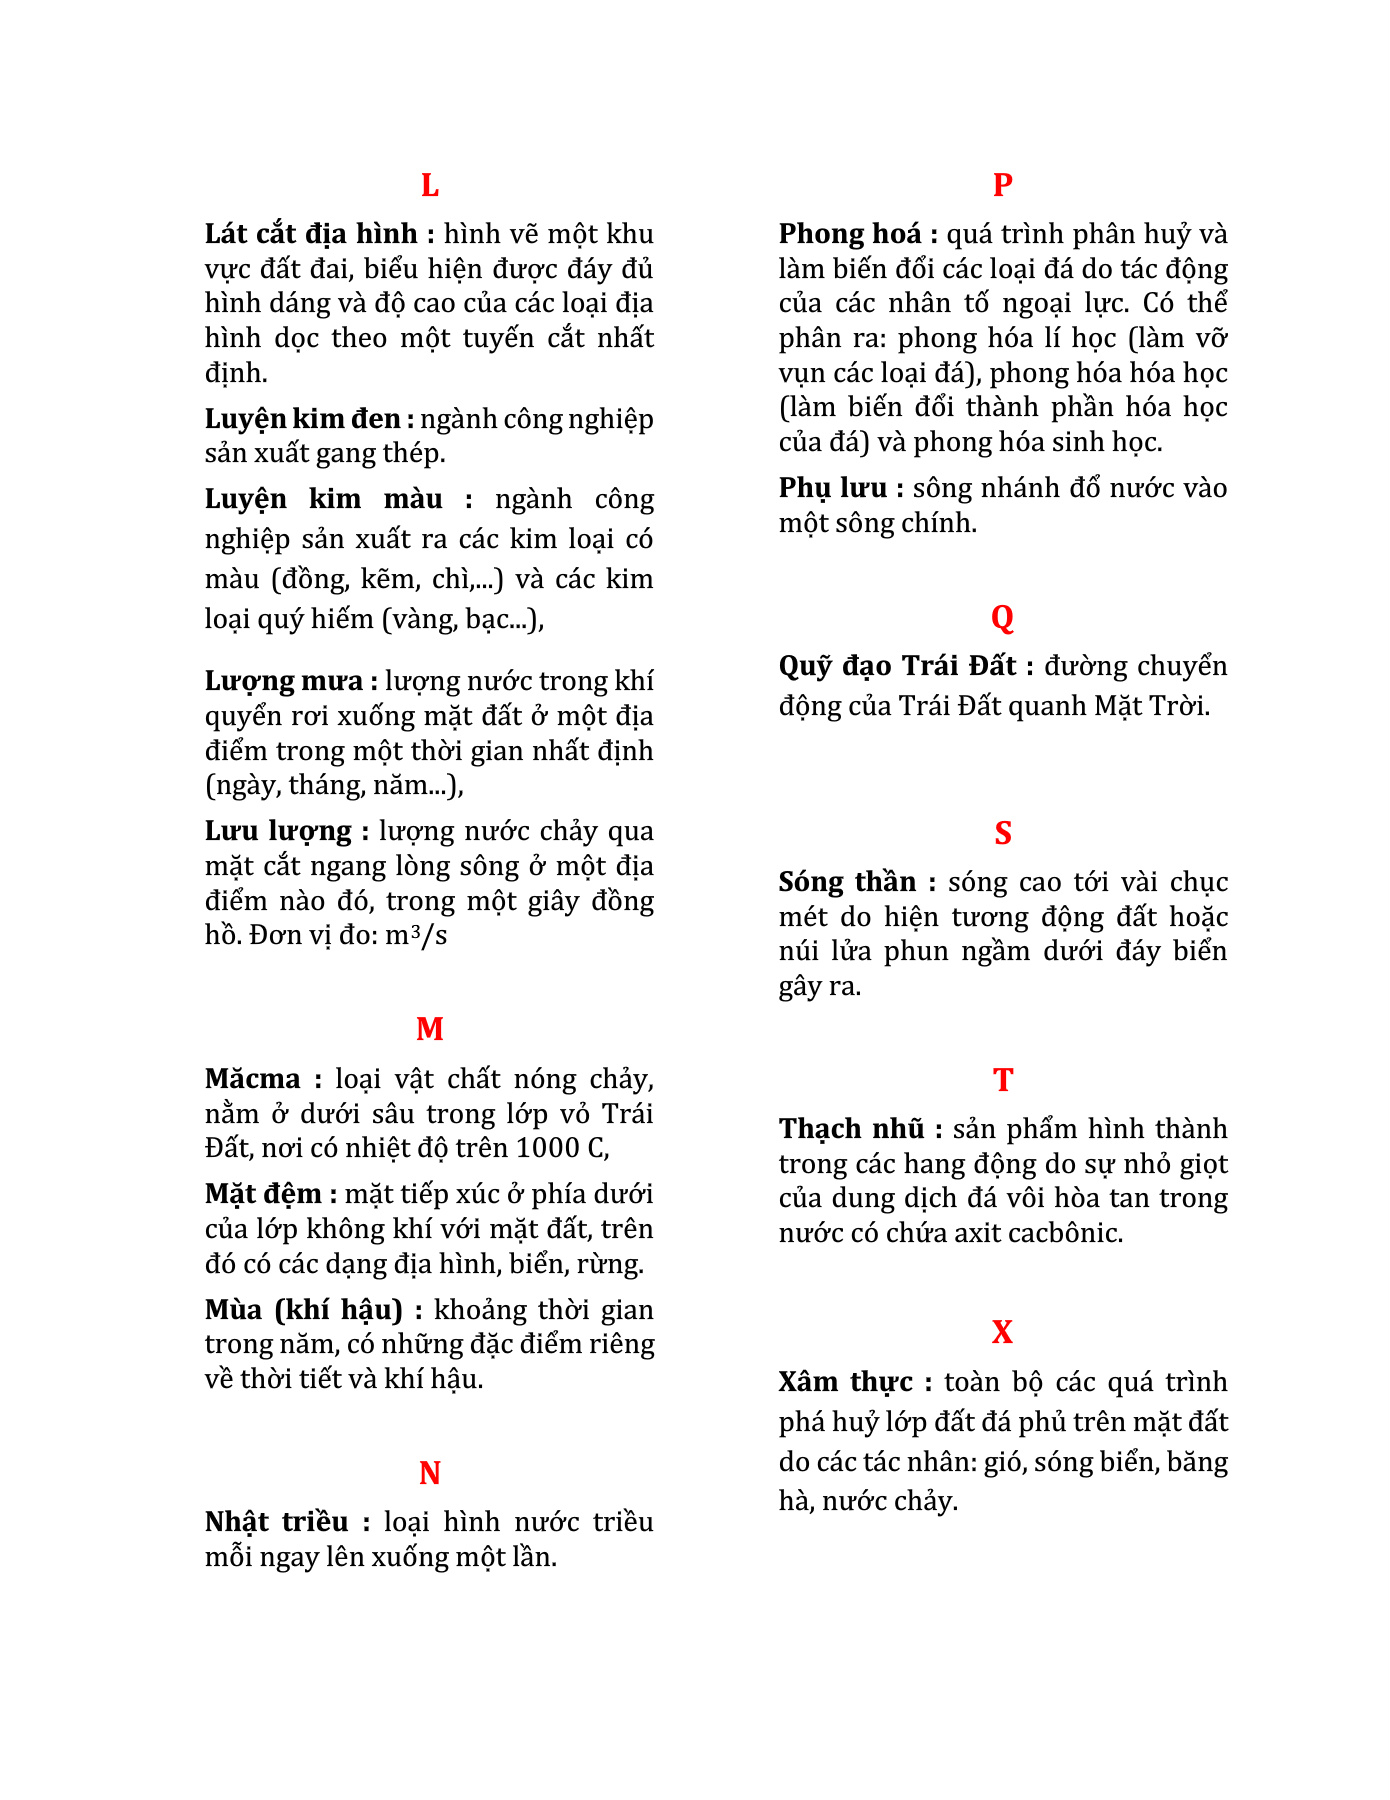 L
Lát cắt địa hình : hình vẽ một khu
vực đất đai, biểu hiện được đáy đủ
hình dáng và độ cao của các loại địa
hình dọc theo một tuyến cắt nhất
định.
Luyện kim đen : ngành công nghiệp
sản xuất gang thép.
Luyện kim màu : ngành công
nghiệp sản xuất ra các kim loại có
màu (đồng, kẽm, chì,...) và các kim
loại quý hiếm (vàng, bạc...),
Lượng mưa : lượng nước trong khí
quyển rơi xuống mặt đất ở một địa
điểm trong một thời gian nhất định
(ngày, tháng, năm...),
Lưu lượng : lượng nước chảy qua
mặt cắt ngang lòng sông ở một địa
điểm nào đó, trong một giây đồng
hồ. Đơn vị đo: m³/s
M
Măcma : loại vật chất nóng chảy,
nằm ở dưới sâu trong lớp vỏ Trái
Đất, nơi có nhiệt độ trên 1000 C,
Mặt đệm : mặt tiếp xúc ở phía dưới
của lớp không khí với mặt đất, trên
đó có các dạng địa hình, biển, rừng.
Mùa (khí hậu) : khoảng thời gian
trong năm, có những đặc điểm riêng
về thời tiết và khí hậu.
N
Nhật triều : loại hình nước triều
mỗi ngay lên xuống một lần.
P
Phong hoá : quá trình phân huỷ và
làm biến đổi các loại đá do tác động
của các nhân tố ngoại lực. Có thể
phân ra: phong hóa lí học (làm vỡ
vụn các loại đá), phong hóa hóa học
(làm biến đổi thành phần hóa học
của đá) và phong hóa sinh học.
Phụ lưu : sông nhánh đổ nước vào
một sông chính.
Q
Quỹ đạo Trái Đất : đường chuyển
động của Trái Đất quanh Mặt Trời.
S
Sóng thần : sóng cao tới vài chục
mét do hiện tương động đất hoặc
núi lửa phun ngầm dưới đáy biển
gây ra.
T
Thạch nhũ : sản phẩm hình thành
trong các hang động do sự nhỏ giọt
của dung dịch đá vôi hòa tan trong
nước có chứa axit cacbônic.
X
Xâm thực : toàn bộ các quá trình
phá huỷ lớp đất đá phủ trên mặt đất
do các tác nhân: gió, sóng biển, băng
hà, nước chảy.